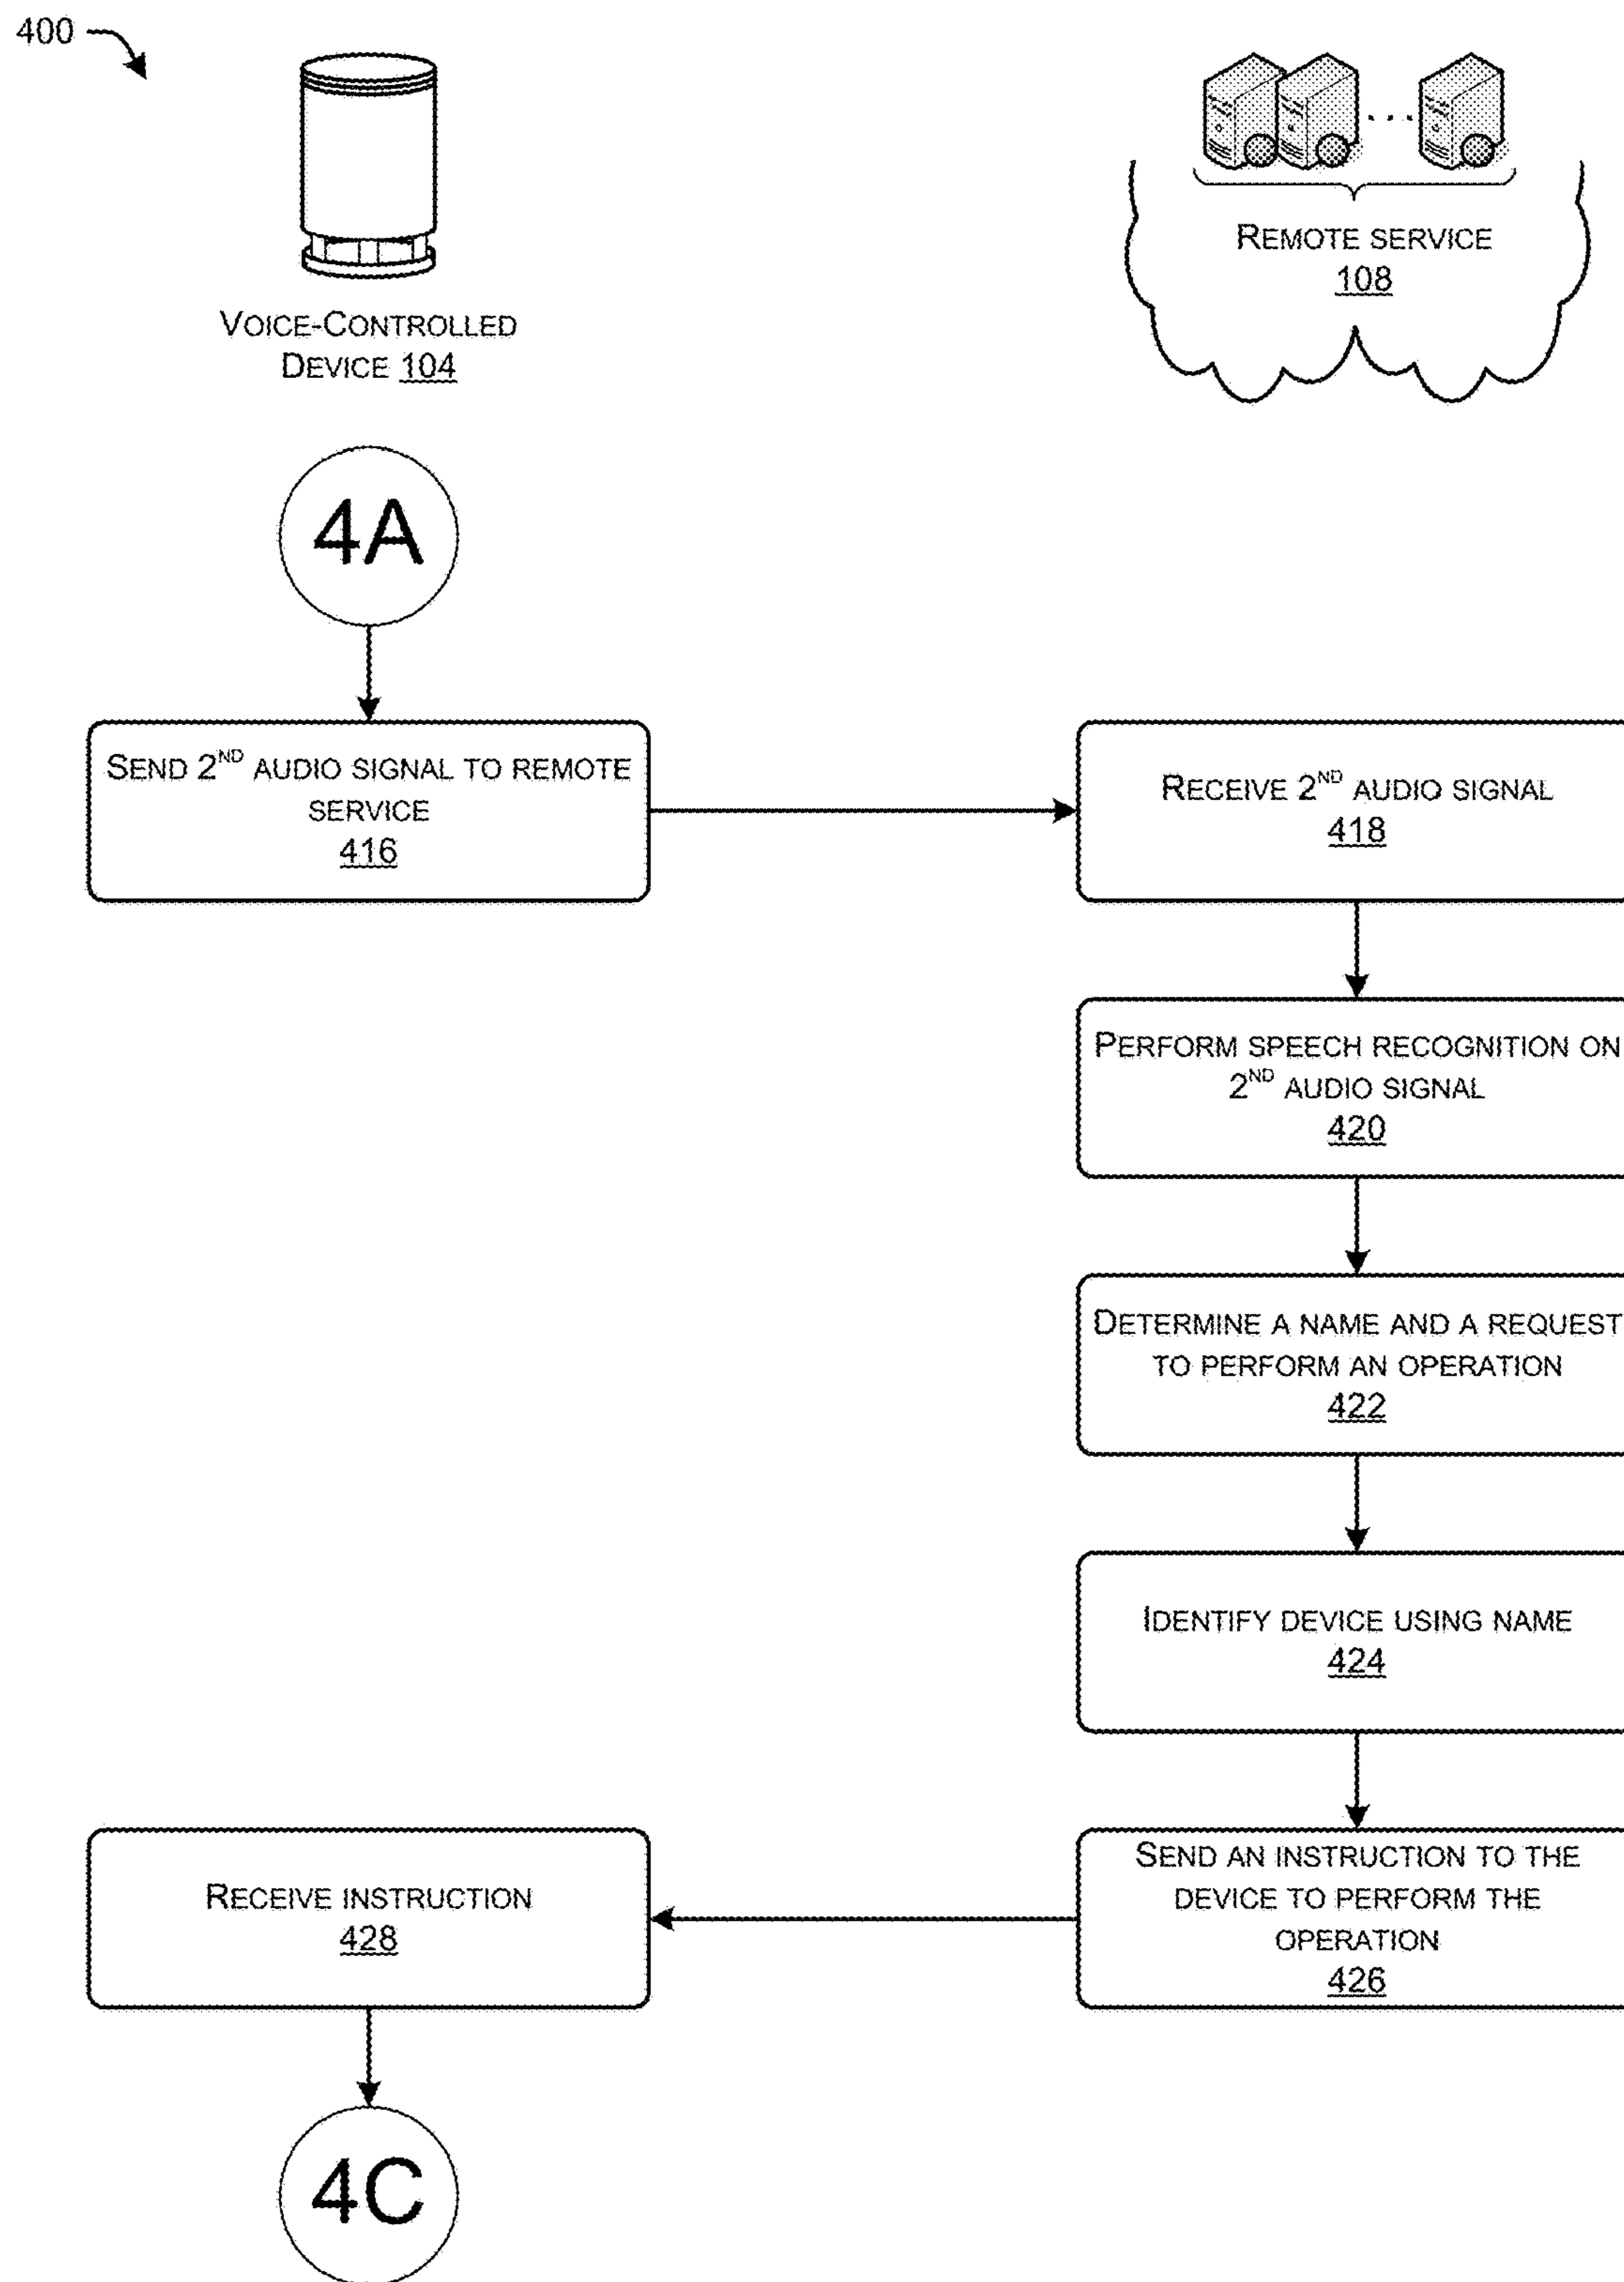 400
REMOTE SERVICE
108
VOICE-CONTROLLED
DEVICE 104
4A
SEND 2ND AUDIO SIGNAL TO REMOTE
SERVICE
416
RECEIVE 2ND AUDIO SIGNAL
418
PERFORM SPEECH RECOGNITION ON
2ND AUDIO SIGNAL
420
DETERMINE A NAME AND A REQUEST
TO PERFORM AN OPERATION
422
IDENTIFY DEVICE USING NAME
424
SEND AN INSTRUCTION TO THE
DEVICE TO PERFORM THE
OPERATION
426
RECEIVE INSTRUCTION
428
4C